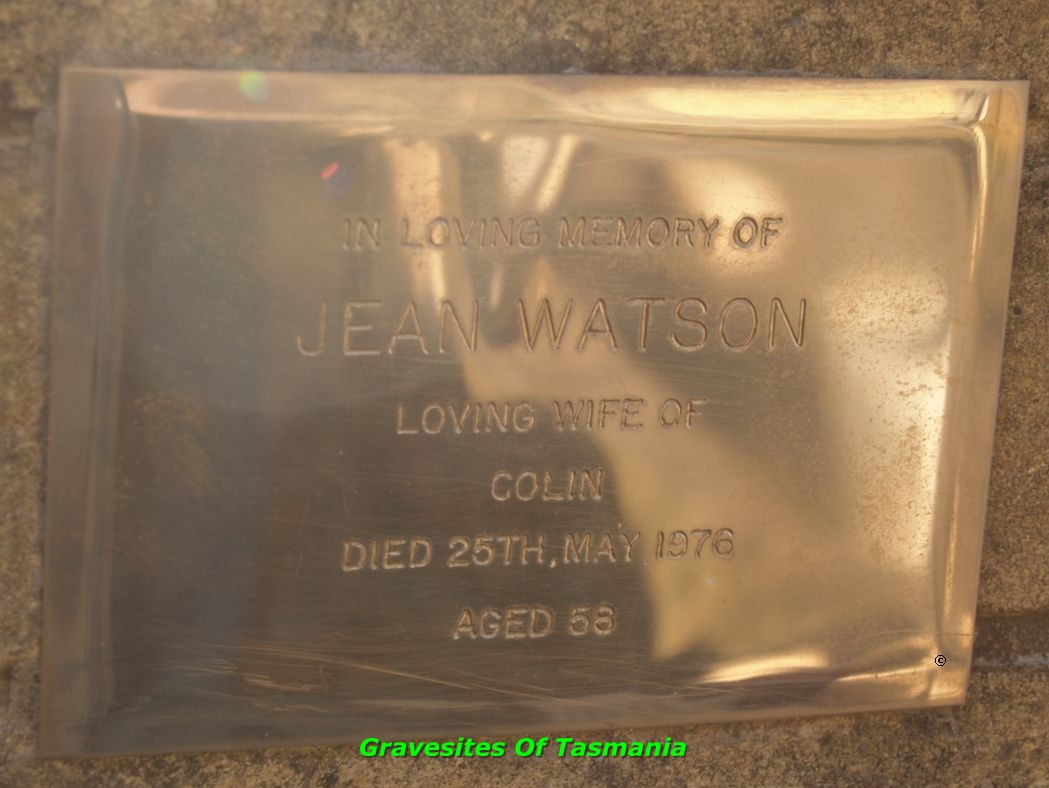 IN LOVING MEMORY OF
JEAN WATSON
LOVING WIFE OF
COLIN
DIED 25TH, MAY, 1976
AGED 58
©
Gravesites Of Tasmania